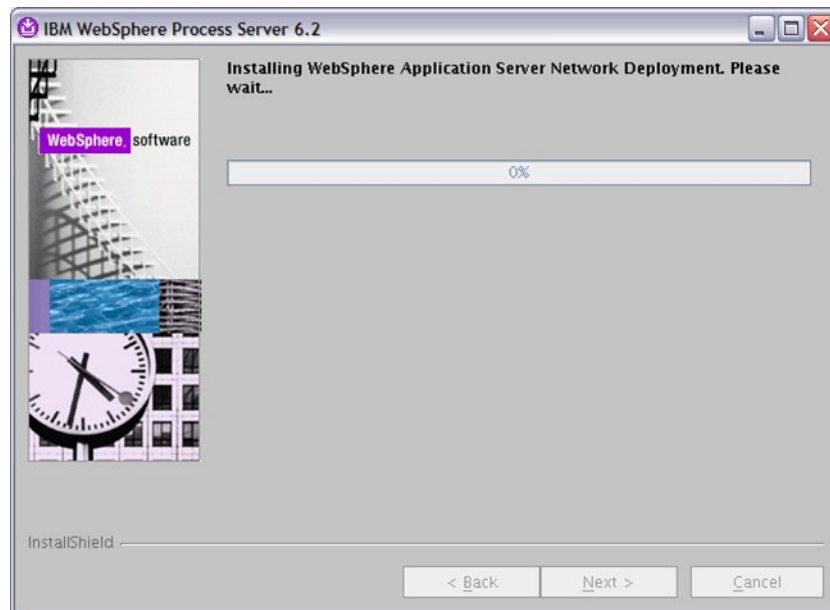 IBM WebSphere Process Server 6.2
Installing WebSphere Application Server Network Deployment. Please
wait...
WebSphere. software
0%
InstallShield
< Back
Next >
Cancel